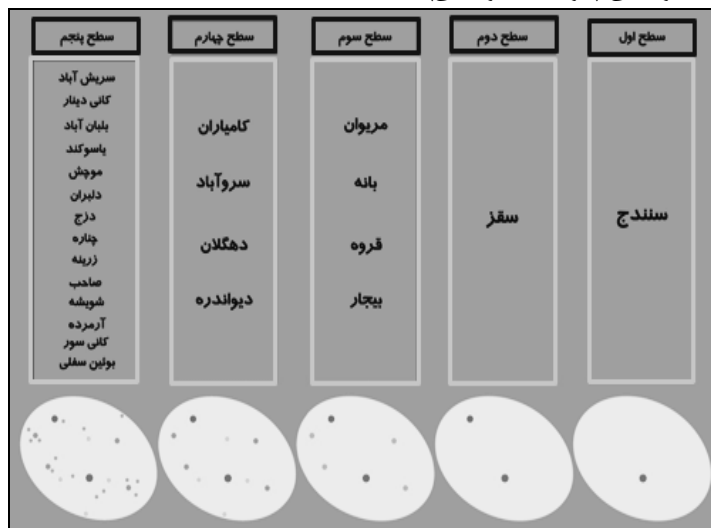 سطح اول
سطح دوم
سطح سوم
سطح چهارم
سطح پنجم
سنندج
سقز
مریوان
بانه
قروه
بیجار
کامیاران
سروآباد
دهگلان
دیواندره
سریش آباد
کانی دینار
بلبان آباد
یاسوکند
موچش
دلبران
دزج
چناره
زرینه
صاحب
شویشه
آرمرده
کانی سور
بوئین سفلی